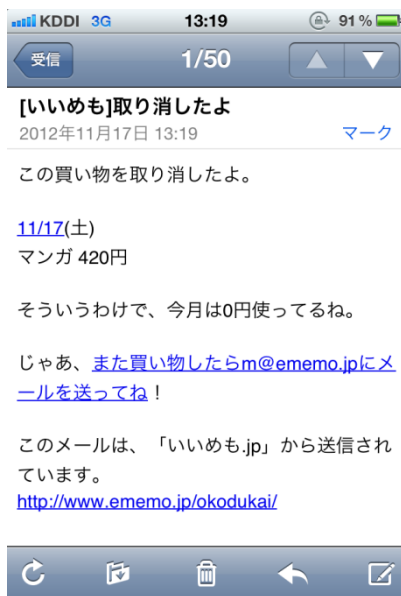 KDDI 3G 13:19 91%
受信 1/50
[いいめも]取り消したよ
2012年11月17日 13:19 マーク
この買い物を取り消したよ。
11/17(土)
マンガ 420円
そういうわけで、今月は0円使ってるね。
じゃあ、また買い物したらm@ememo.jpにメ
ールを送ってね！
このメールは、「いいめも.jp」から送信され
ています。
http://www.ememo.jp/okodukai/